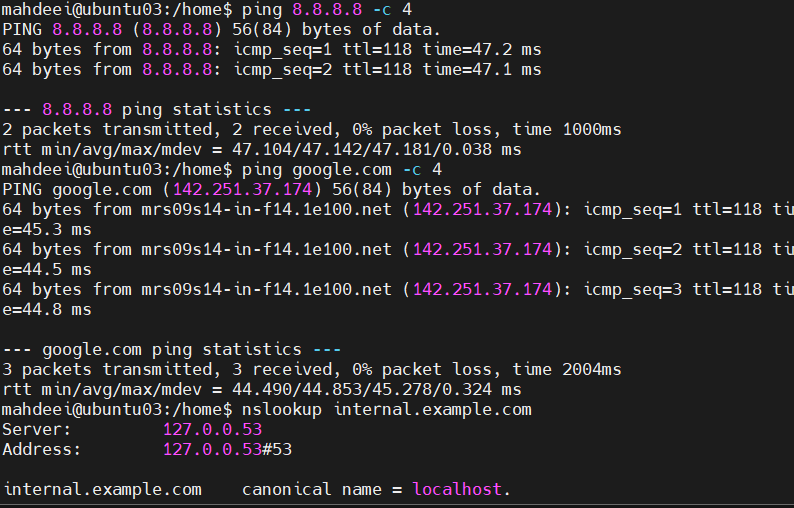 mahdeei@ubuntu03:/home$ ping 8.8.8.8 -c 4
PING 8.8.8.8 (8.8.8.8) 56(84) bytes of data.
64 bytes from 8.8.8.8: icmp_seq=1 ttl=118 time=47.2 ms
64 bytes from 8.8.8.8: icmp_seq=2 ttl=118 time=47.1 ms
--- 8.8.8.8 ping statistics ---
2 packets transmitted, 2 received, 0% packet loss, time 1000ms
rtt min/avg/max/mdev = 47.104/47.142/47.181/0.038 ms
mahdeei@ubuntu03:/home$ ping google.com -c 4
PING google.com (142.251.37.174) 56(84) bytes of data.
64 bytes from mrs09s14-in-f14.1e100.net (142.251.37.174): icmp_seq=1 ttl=118 ti
e=45.3 ms
64 bytes from mrs09s14-in-f14.1e100.net (142.251.37.174): icmp_seq=2 ttl=118 ti
e=44.5 ms
64 bytes from mrs09s14-in-f14.1e100.net (142.251.37.174): icmp_seq=3 ttl=118 ti
e=44.8 ms
--- google.com ping statistics ---
3 packets transmitted, 3 received, 0% packet loss, time 2004ms
rtt min/avg/max/mdev = 44.490/44.853/45.278/0.324 ms
mahdeei@ubuntu03:/home$ nslookup internal.example.com
Server: 127.0.0.53
Address: 127.0.0.53#53
internal.example.com canonical name = localhost.